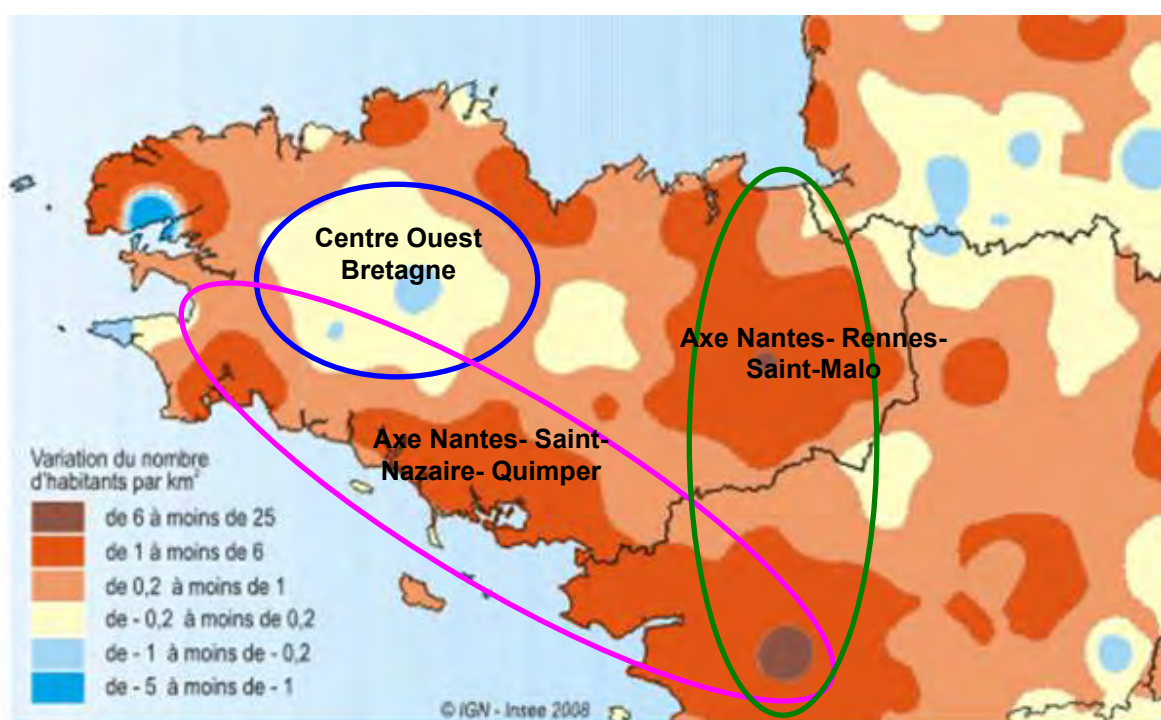 Centre Ouest
Bretagne
Axe Nantes- Rennes-
Saint-Malo
Axe Nantes- Saint-
Nazaire- Quimper
Variation du nombre
d'habitants par km²
de 6 à moins de 25
de 1 à moins de 6
de 0,2 à moins de 1
de - 0,2 à moins de 0,2
de - 1 à moins de - 0,2
de - 5 à moins de - 1
© IGN - Insee 2008